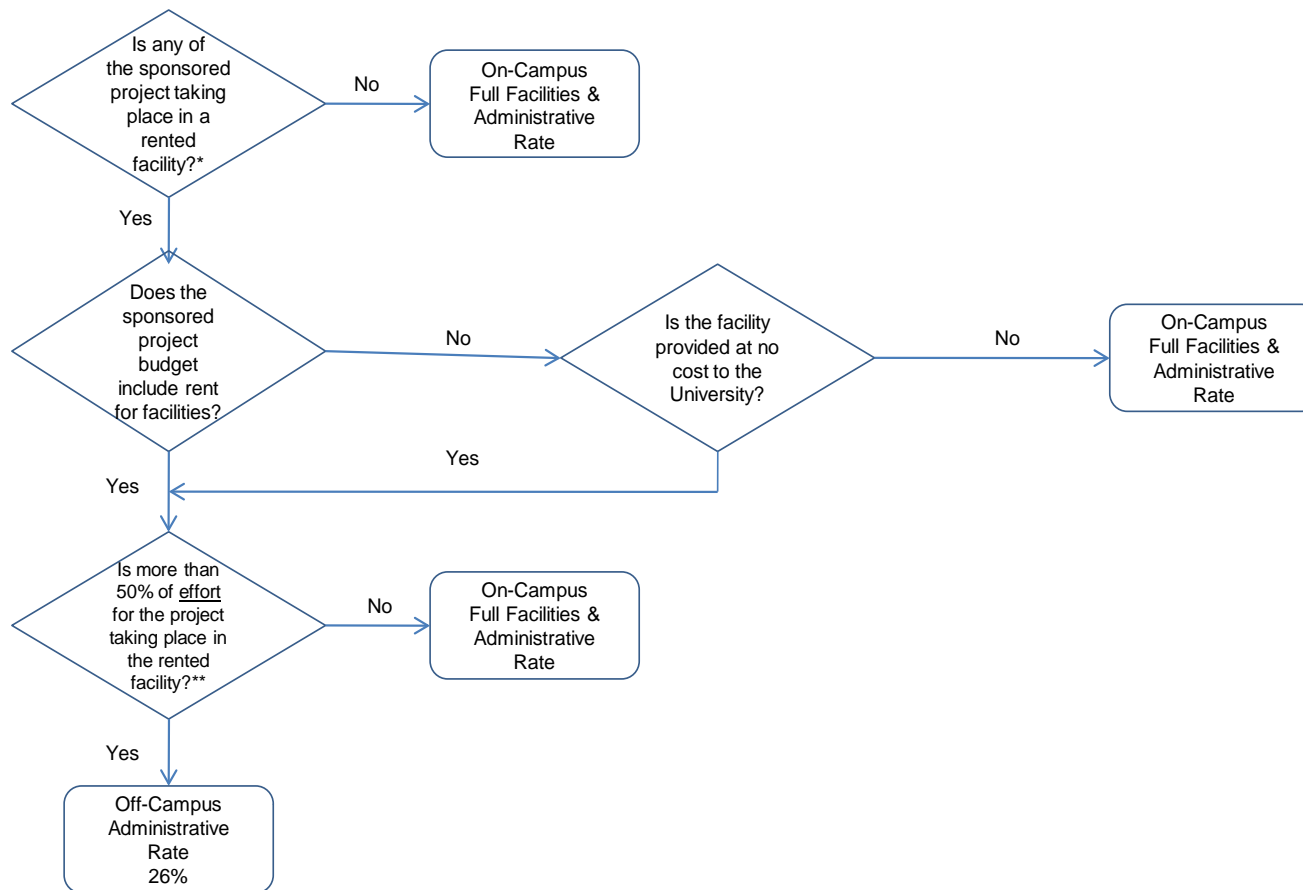 Is any of
the sponsored
project taking
place in a
rented
facility?*
No
On-Campus
Full Facilities &
Administrative
Rate
Yes
Does the
sponsored
project
budget
include rent
for facilities?
No
Is the facility
provided at no
cost to the
University?
No
On-Campus
Full Facilities &
Administrative
Rate
Yes
Yes
Is more than
50% of effort
for the project
taking place in
the rented
facility?**
No
On-Campus
Full Facilities &
Administrative
Rate
Yes
Off-Campus
Administrative
Rate
26%